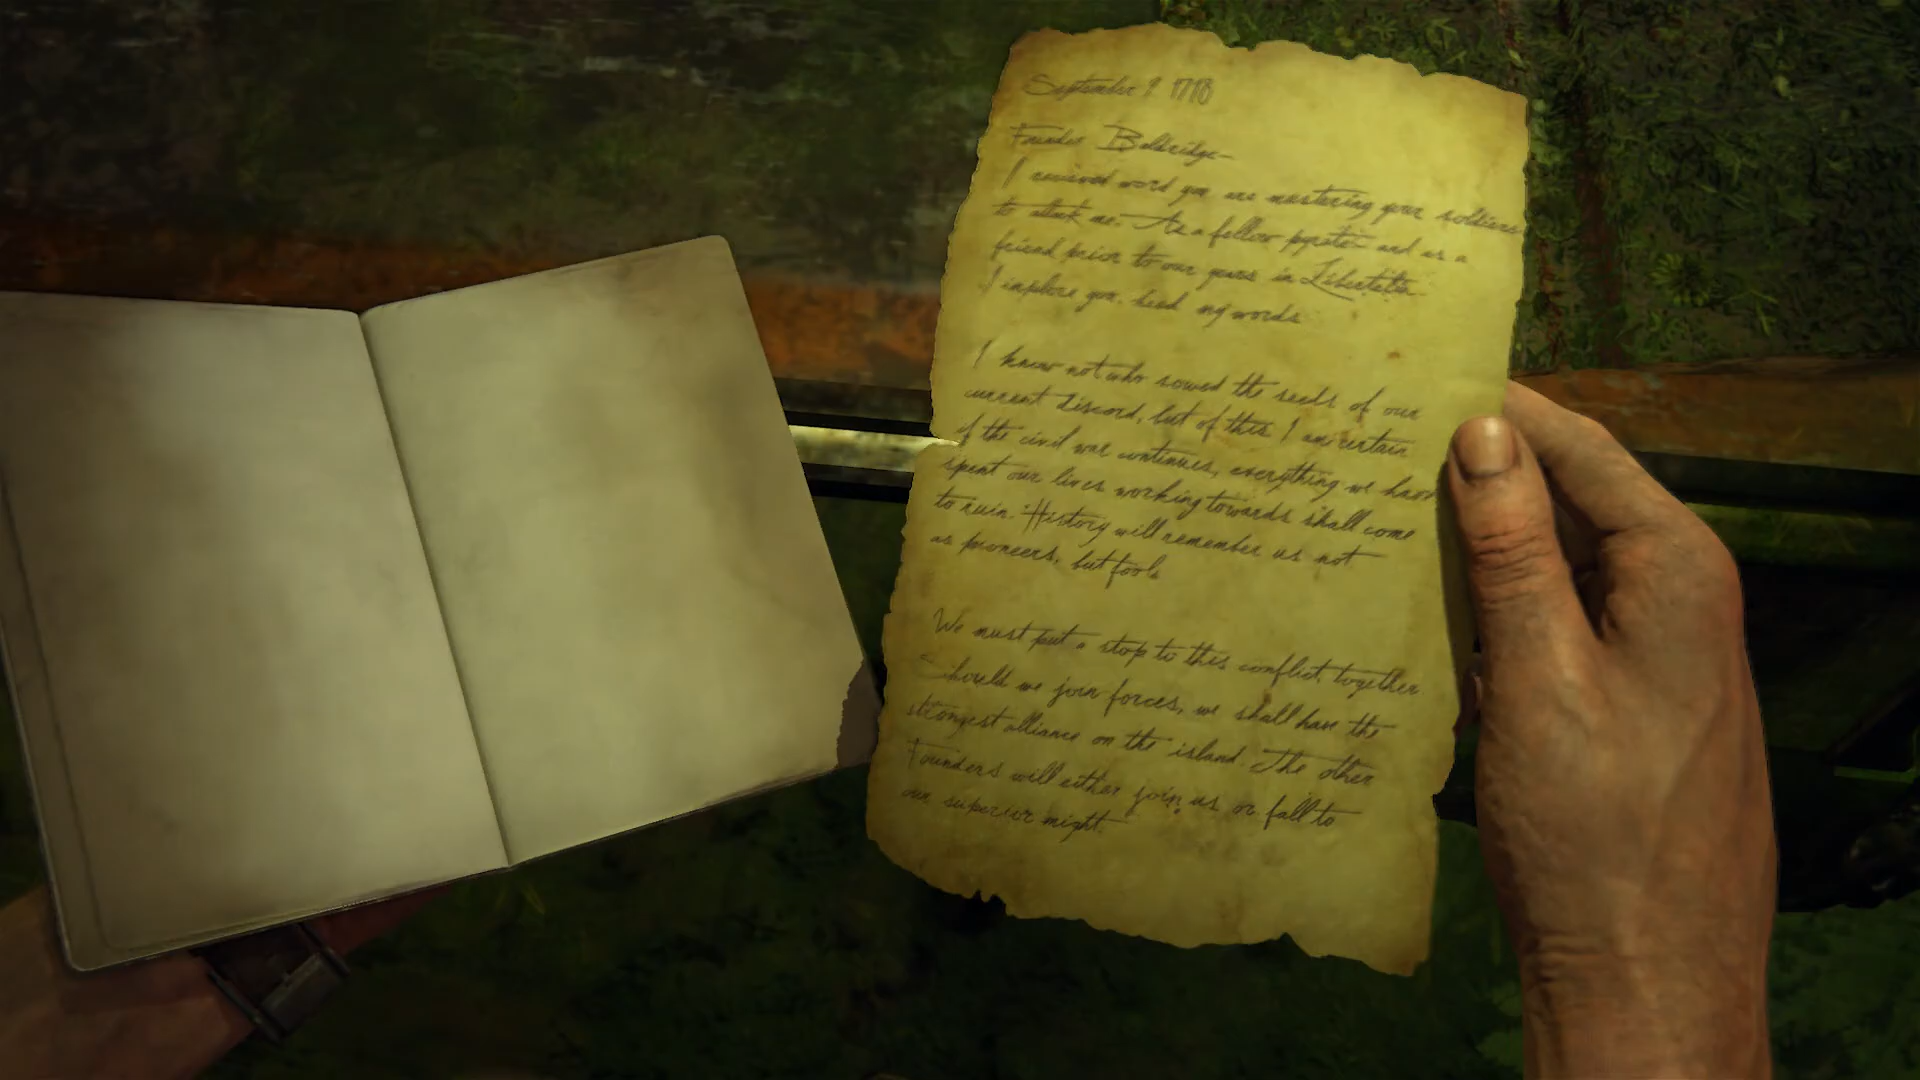 September 9 1718
Founder Baldridge—
I received word you are mustering your soldiers
to attack me. As a fellow pyrate and as a
friend prior to our years in Libertalia
I implore you, heed my words.
I know not who sowed the seeds of our
current discord, but of this I am certain
if the civil war continues, everything we have
spent our lives working towards shall come
to ruin. History will remember us not
as pioneers, but fools.
We must put a stop to this conflict, together
Should we join forces, we shall have the
strongest alliance on the island. The other
Founders will either join us or fall to
our superior might.